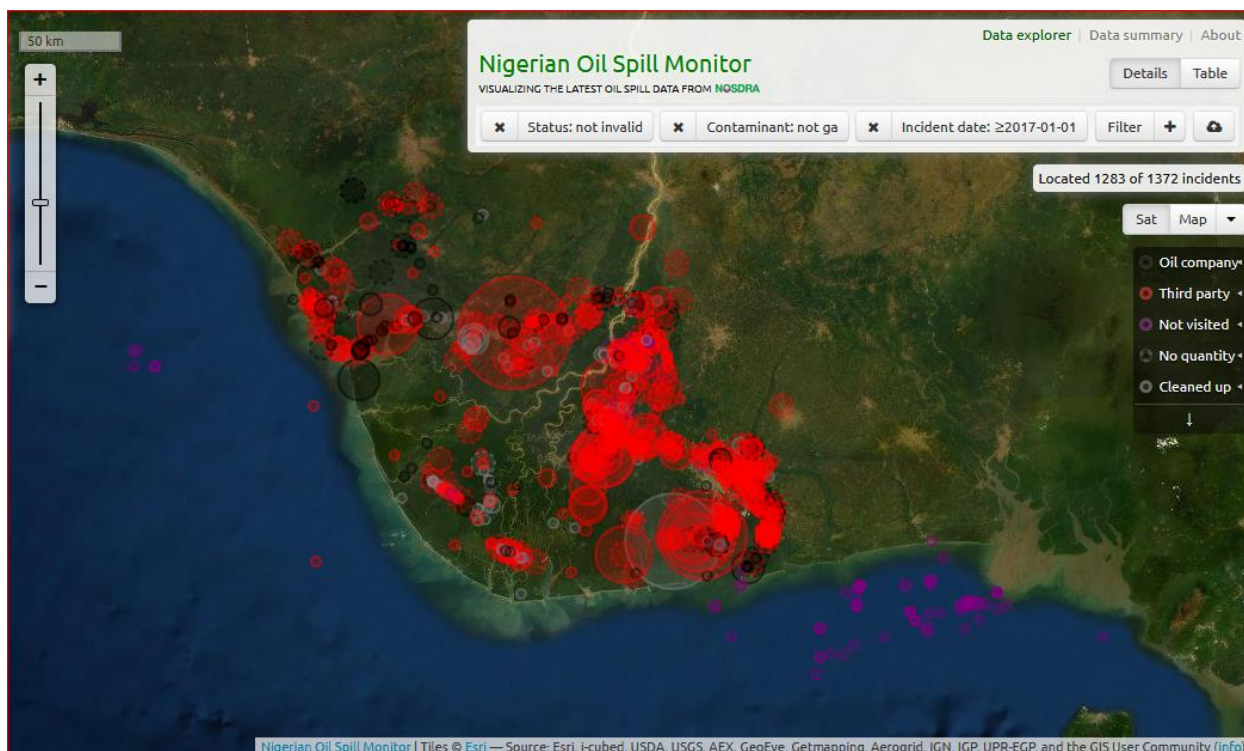 50 km
+
−
Data explorer | Data summary | About
Nigerian Oil Spill Monitor
VISUALIZING THE LATEST OIL SPILL DATA FROM NOSDRA
Details Table
✖ Status: not invalid ✖ Contaminant: not ga ✖ Incident date: ≥2017-01-01 Filter +
Located 1283 of 1372 incidents
Sat Map
Oil company
Third party
Not visited
No quantity
Cleaned up
Nigerian Oil Spill Monitor | Tiles © Esri — Source: Esri, i-cubed, USDA, USGS, AEX, GeoEye, Getmapping, Aerogrid, IGN, IGP, UPR-EGP, and the GIS User Community (info)